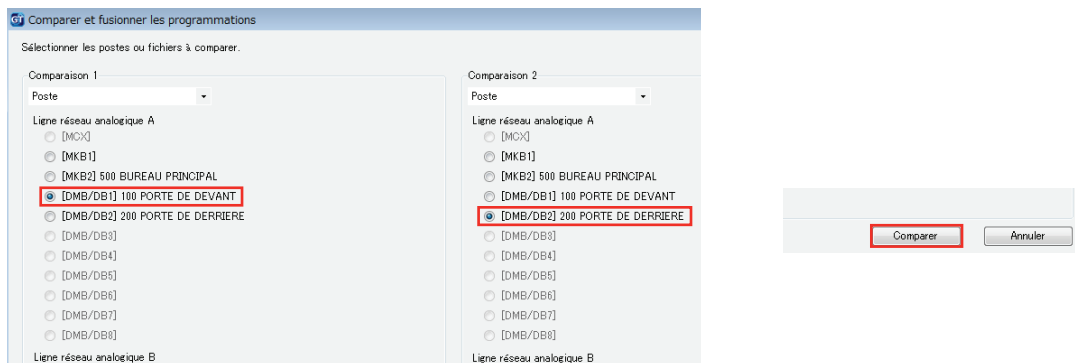 GT Comparer et fusionner les programmations
Sélectionner les postes ou fichiers à comparer.
Comparaison 1
Poste
Ligne réseau analogique A
[MCX]
[MKB1]
[MKB2] 500 BUREAU PRINCIPAL
[DMB/DB1] 100 PORTE DE DEVANT
[DMB/DB2] 200 PORTE DE DERRIERE
[DMB/DB3]
[DMB/DB4]
[DMB/DB5]
[DMB/DB6]
[DMB/DB7]
[DMB/DB8]
Ligne réseau analogique B
Comparaison 2
Poste
Ligne réseau analogique A
[MCX]
[MKB1]
[MKB2] 500 BUREAU PRINCIPAL
[DMB/DB1] 100 PORTE DE DEVANT
[DMB/DB2] 200 PORTE DE DERRIERE
[DMB/DB3]
[DMB/DB4]
[DMB/DB5]
[DMB/DB6]
[DMB/DB7]
[DMB/DB8]
Ligne réseau analogique B
Comparer
Annuler